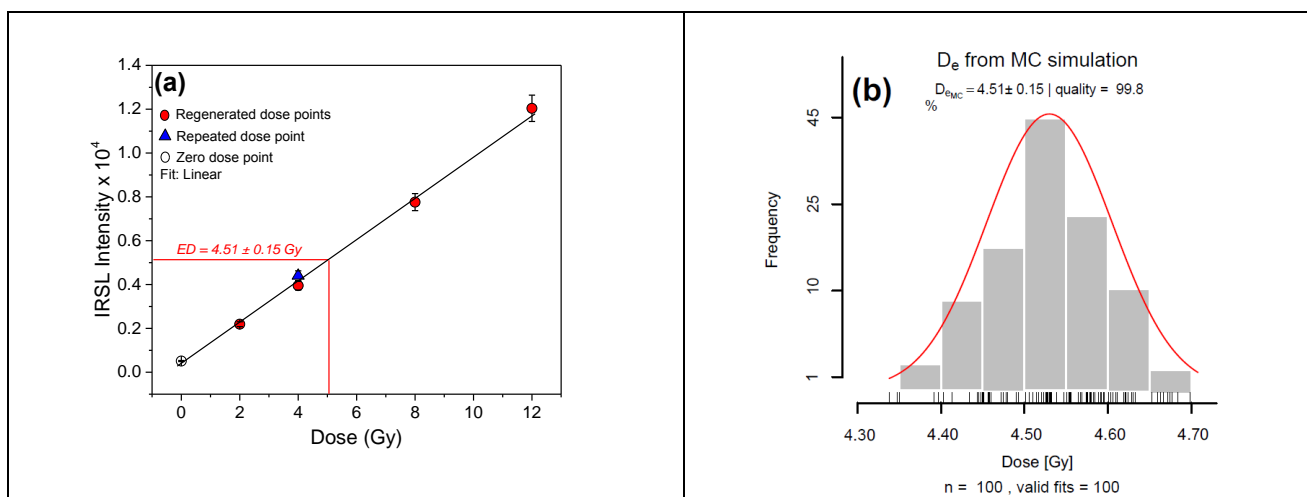 (a)
1.4
1.2
1.0
0.8
0.6
0.4
0.2
0.0
IRSL Intensity x 10⁴
Regenerated dose points
Repeated dose point
Zero dose point
Fit: Linear
ED = 4.51 ± 0.15 Gy
0 2 4 6 8 10 12
Dose (Gy)
(b)
De from MC simulation
DeMC = 4.51± 0.15 | quality = 99.8
%
45
25
10
1
Frequency
4.30 4.40 4.50 4.60 4.70
Dose [Gy]
n = 100 , valid fits = 100